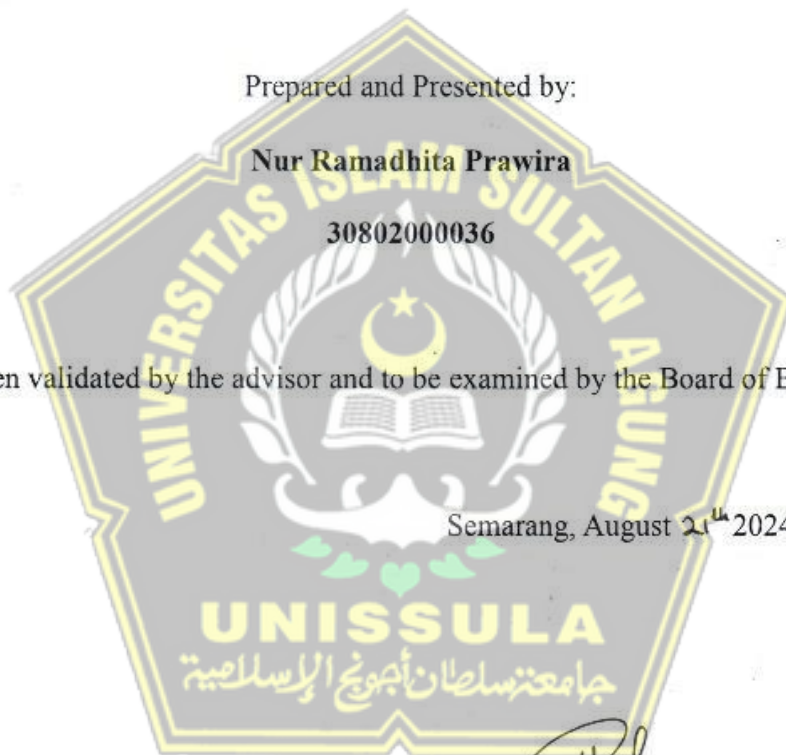 Prepared and Presented by:
Nur Ramadhita Prawira
UNIVERSITAS ISLAM SULTAN AGUNG
30802000036
en validated by the advisor and to be examined by the Board of E
Semarang, August 21th 2024
UNISSULA
جامعة سلطان أجونج الإسلامية